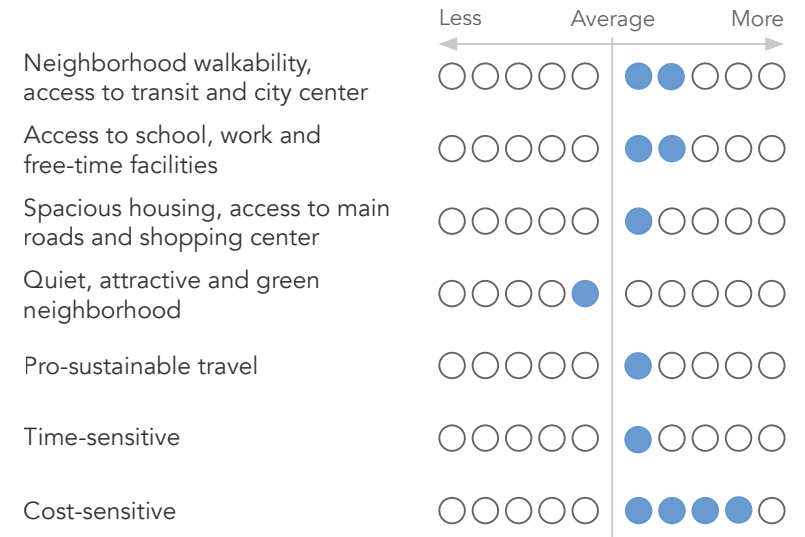 Less Average More
Neighborhood walkability,
access to transit and city center
Access to school, work and
free-time facilities
Spacious housing, access to main
roads and shopping center
Quiet, attractive and green
neighborhood
Pro-sustainable travel
Time-sensitive
Cost-sensitive